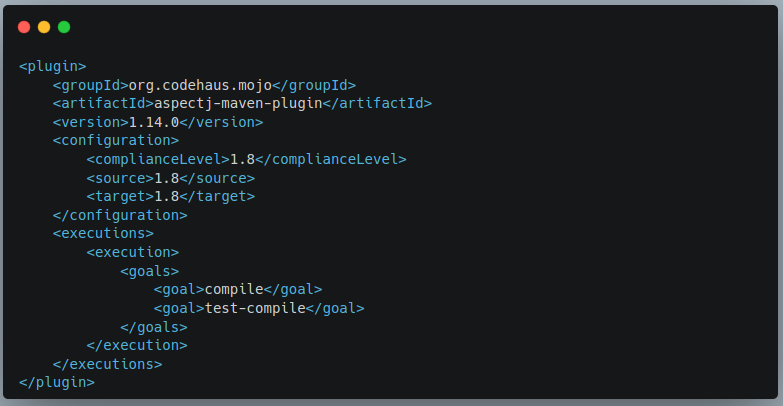 <plugin>
    <groupId>org.codehaus.mojo</groupId>
    <artifactId>aspectj-maven-plugin</artifactId>
    <version>1.14.0</version>
    <configuration>
        <complianceLevel>1.8</complianceLevel>
        <source>1.8</source>
        <target>1.8</target>
    </configuration>
    <executions>
        <execution>
            <goals>
                <goal>compile</goal>
                <goal>test-compile</goal>
            </goals>
        </execution>
    </executions>
</plugin>